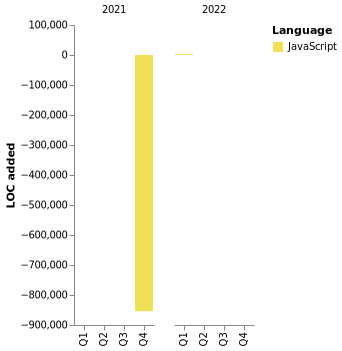 2021
2022
Language
JavaScript
LOC added
100,000
0
−100,000
−200,000
−300,000
−400,000
−500,000
−600,000
−700,000
−800,000
−900,000
Q1
Q2
Q3
Q4
Q1
Q2
Q3
Q4